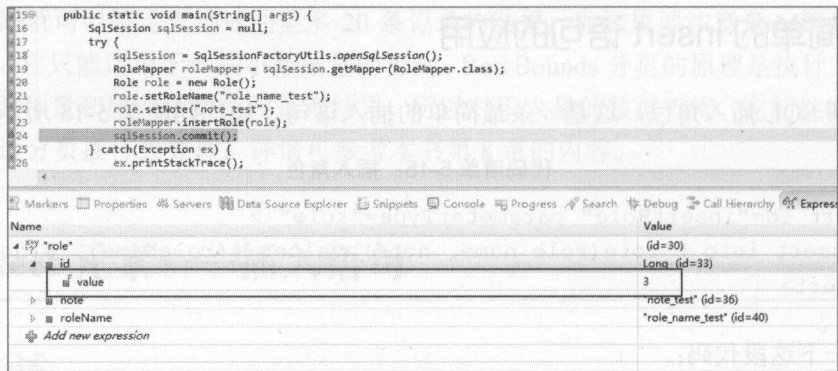 15 public static void main(String[] args) {
16 SqlSession sqlSession = null;
17 try {
18 sqlSession = SqlSessionFactoryUtils.openSqlSession();
19 RoleMapper roleMapper = sqlSession.getMapper(RoleMapper.class);
20 Role role = new Role();
21 role.setRoleName("role_name_test");
22 role.setNote("note_test");
23 roleMapper.insertRole(role);
24 sqlSession.commit();
25 } catch(Exception ex) {
26 ex.printStackTrace();
Markers Properties Servers Data Source Explorer Snippets Console Progress Search Debug Call Hierarchy Express
Name Value
"role" (id=30)
id Long (id=33)
value 3
note "note_test" (id=36)
roleName "role_name_test" (id=40)
Add new expression